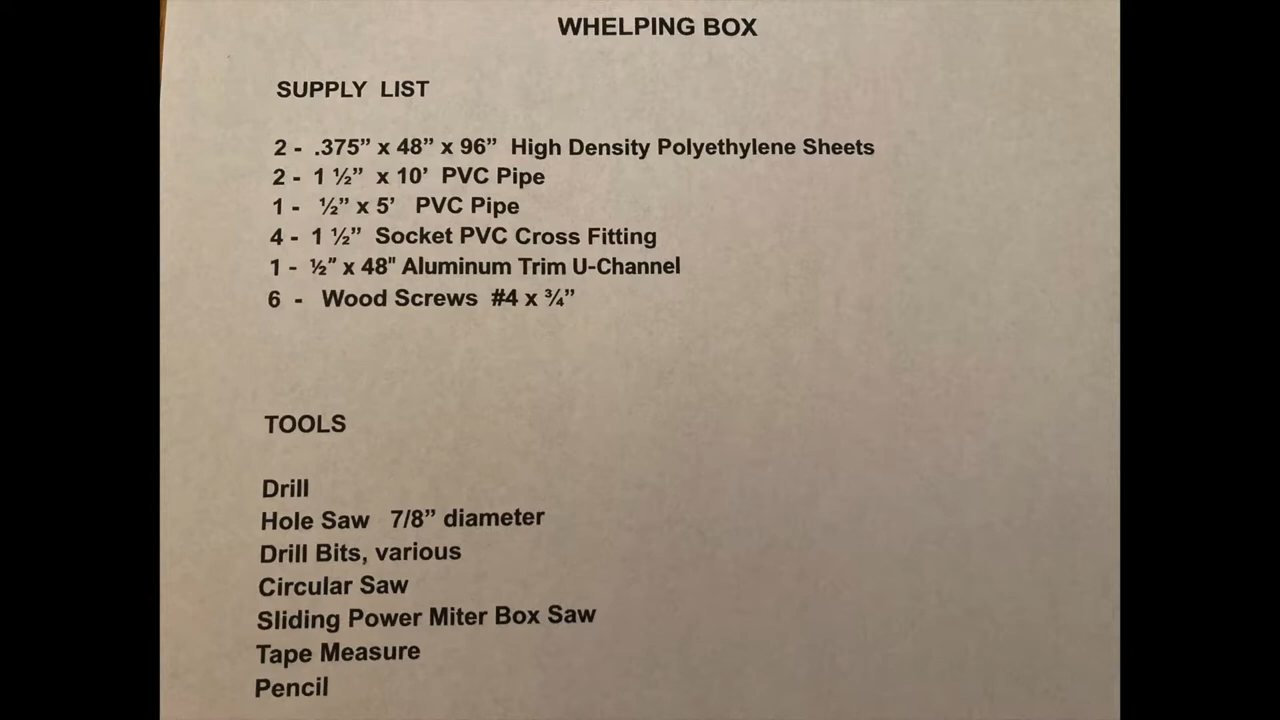 WHELPING BOX
SUPPLY LIST
2 - .375” x 48” x 96” High Density Polyethylene Sheets
2 - 1 ½” x 10’ PVC Pipe
1 - ½” x 5’ PVC Pipe
4 - 1 ½” Socket PVC Cross Fitting
1 - ½” x 48" Aluminum Trim U-Channel
6 - Wood Screws #4 x ¾”
TOOLS
Drill
Hole Saw 7/8” diameter
Drill Bits, various
Circular Saw
Sliding Power Miter Box Saw
Tape Measure
Pencil